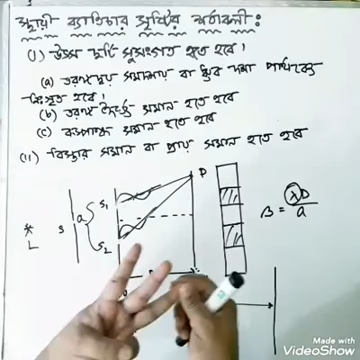 স্থায়ী ব্যতিচার সৃষ্টির শর্তাবলী :
(i) উৎস দুটি সুসংগত হতে হবে ।
(a) তরঙ্গদ্বয় সমদশায় বা ধ্রুব দশা পার্থক্যে
নিঃসৃত হবে ।
(b) তরঙ্গ দৈর্ঘ্য সমান হতে হবে
(c) কম্পাঙ্ক সমান হতে হবে
(ii) বিস্তার সমান বা প্রায় সমান হতে হবে
P
S1
S
a
S2
L
β = λD
a
Made with
VideoShow